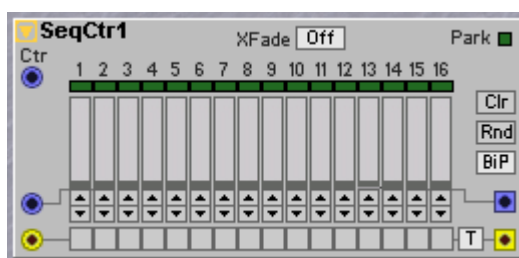 SeqCtr1 XFade Off Park
Ctr
1 2 3 4 5 6 7 8 9 10 11 12 13 14 15 16
Clr
Rnd
BiP
T